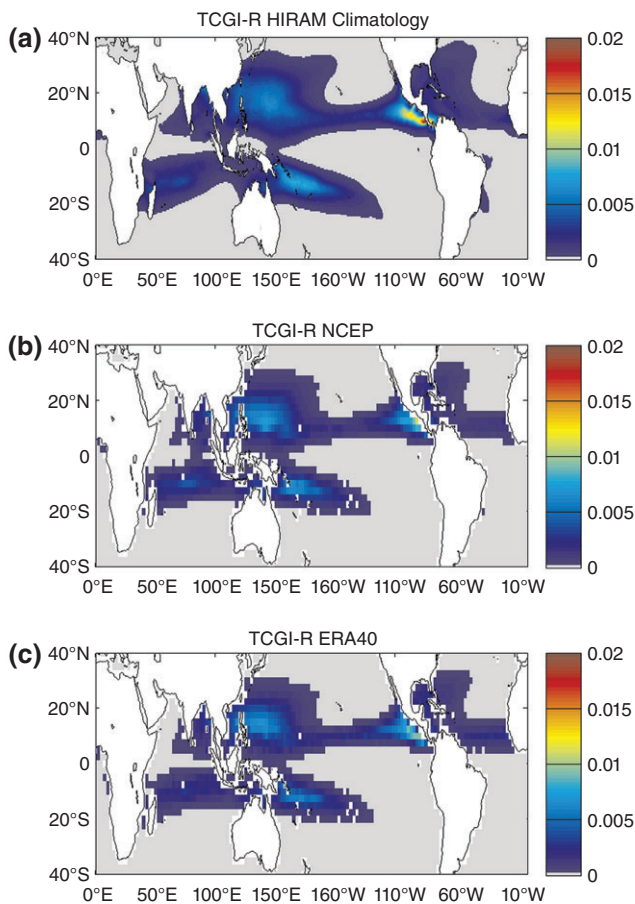 (a)
TCGI-R HIRAM Climatology
40°N
20°N
0
20°S
40°S
0°E 50°E 100°E 150°E 160°W 110°W 60°W 10°W
0.02
0.015
0.01
0.005
0
(b)
TCGI-R NCEP
40°N
20°N
0
20°S
40°S
0°E 50°E 100°E 150°E 160°W 110°W 60°W 10°W
0.02
0.015
0.01
0.005
0
(c)
TCGI-R ERA40
40°N
20°N
0
20°S
40°S
0°E 50°E 100°E 150°E 160°W 110°W 60°W 10°W
0.02
0.015
0.01
0.005
0